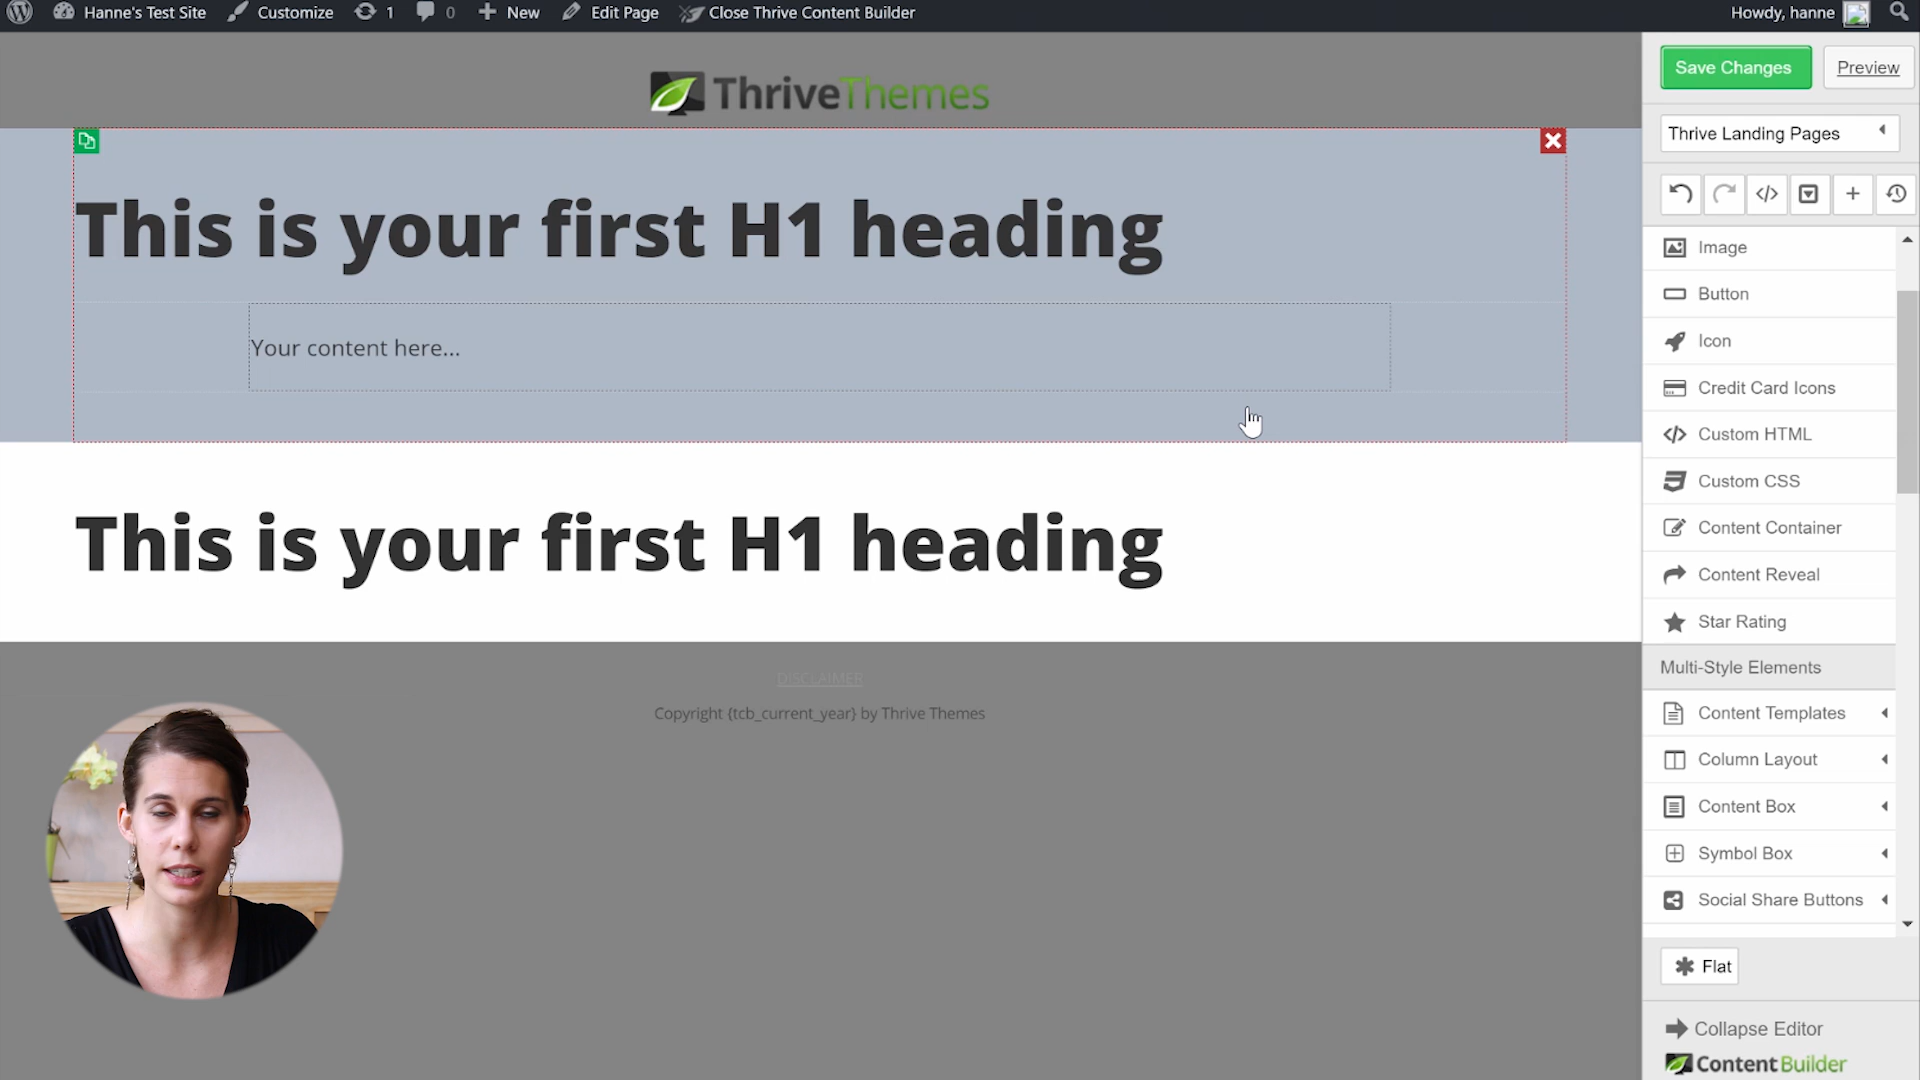 Hanne's Test Site
Customize
1
0
New
Edit Page
Close Thrive Content Builder
Howdy, hanne
ThriveThemes
Save Changes
Preview
Thrive Landing Pages
This is your first H1 heading
Your content here...
This is your first H1 heading
DISCLAIMER
Copyright {tcb_current_year} by Thrive Themes
Image
Button
Icon
Credit Card Icons
Custom HTML
Custom CSS
Content Container
Content Reveal
Star Rating
Multi-Style Elements
Content Templates
Column Layout
Content Box
Symbol Box
Social Share Buttons
Flat
Collapse Editor
ContentBuilder